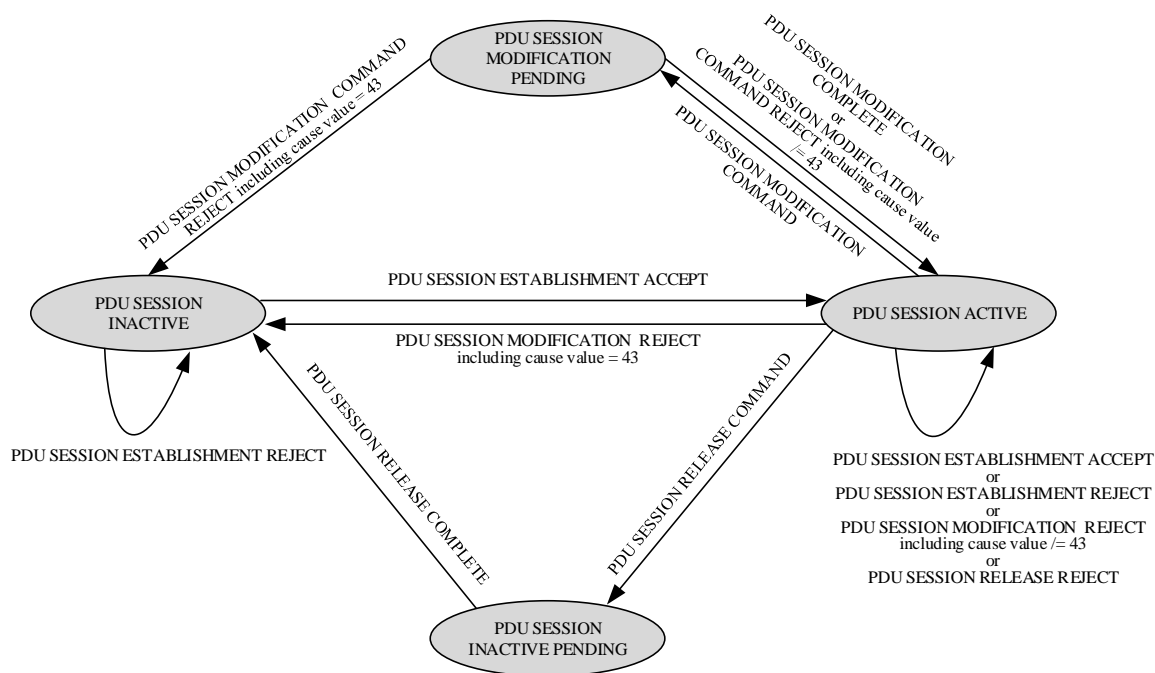 PDU SESSION
MODIFICATION
PENDING
PDU SESSION MODIFICATION  COMMAND
REJECT including cause value = 43
PDU SESSION MODIFICATION
COMPLETE
or
PDU SESSION MODIFICATION
COMMAND REJECT including cause value
/= 43
PDU SESSION MODIFICATION
COMMAND
PDU SESSION
INACTIVE
PDU SESSION ESTABLISHMENT ACCEPT
PDU SESSION MODIFICATION  REJECT
including cause value = 43
PDU SESSION ACTIVE
PDU SESSION ESTABLISHMENT REJECT
PDU SESSION RELEASE COMPLETE
PDU SESSION RELEASE COMMAND
PDU SESSION ESTABLISHMENT ACCEPT
or
PDU SESSION ESTABLISHMENT REJECT
or
PDU SESSION MODIFICATION  REJECT
including cause value /= 43
or
PDU SESSION RELEASE REJECT
PDU SESSION
INACTIVE PENDING